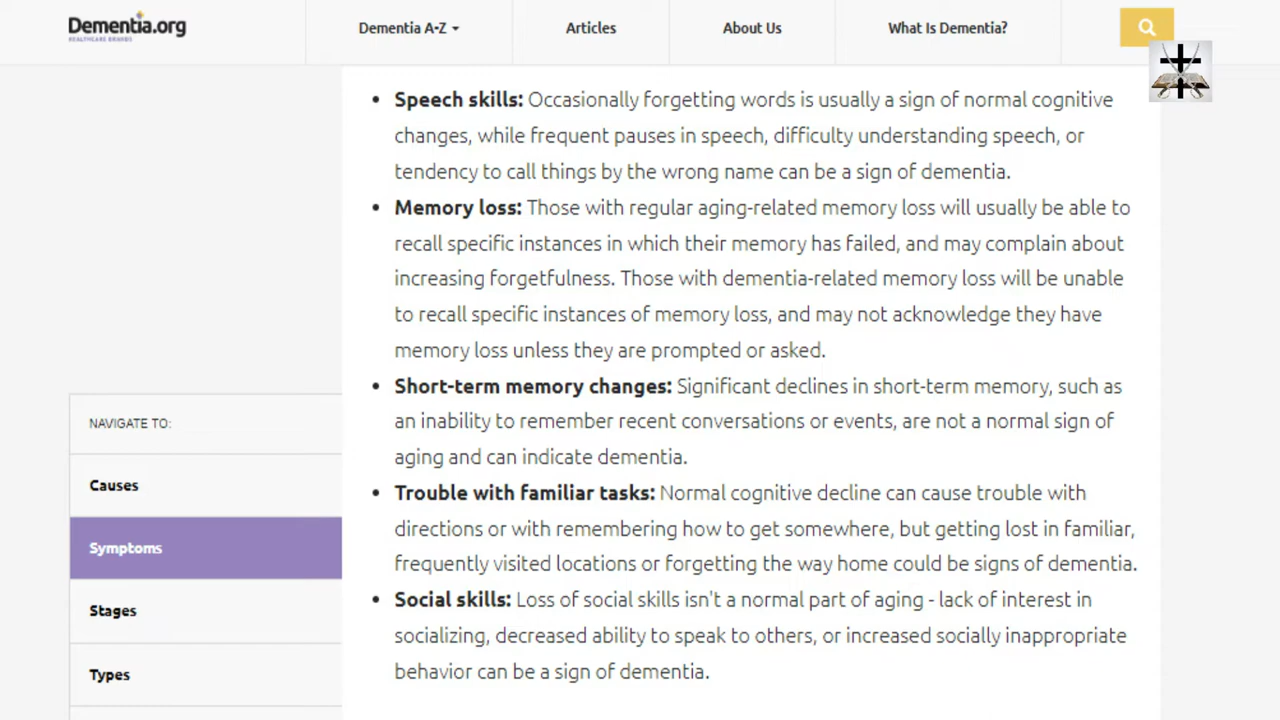 Dementia.org
HEALTHCARE BRANDS
Dementia A-Z
Articles
About Us
What Is Dementia?
• Speech skills: Occasionally forgetting words is usually a sign of normal cognitive
changes, while frequent pauses in speech, difficulty understanding speech, or
tendency to call things by the wrong name can be a sign of dementia.
• Memory loss: Those with regular aging-related memory loss will usually be able to
recall specific instances in which their memory has failed, and may complain about
increasing forgetfulness. Those with dementia-related memory loss will be unable
to recall specific instances of memory loss, and may not acknowledge they have
memory loss unless they are prompted or asked.
• Short-term memory changes: Significant declines in short-term memory, such as
an inability to remember recent conversations or events, are not a normal sign of
aging and can indicate dementia.
• Trouble with familiar tasks: Normal cognitive decline can cause trouble with
directions or with remembering how to get somewhere, but getting lost in familiar,
frequently visited locations or forgetting the way home could be signs of dementia.
• Social skills: Loss of social skills isn't a normal part of aging - lack of interest in
socializing, decreased ability to speak to others, or increased socially inappropriate
behavior can be a sign of dementia.
NAVIGATE TO:
Causes
Symptoms
Stages
Types